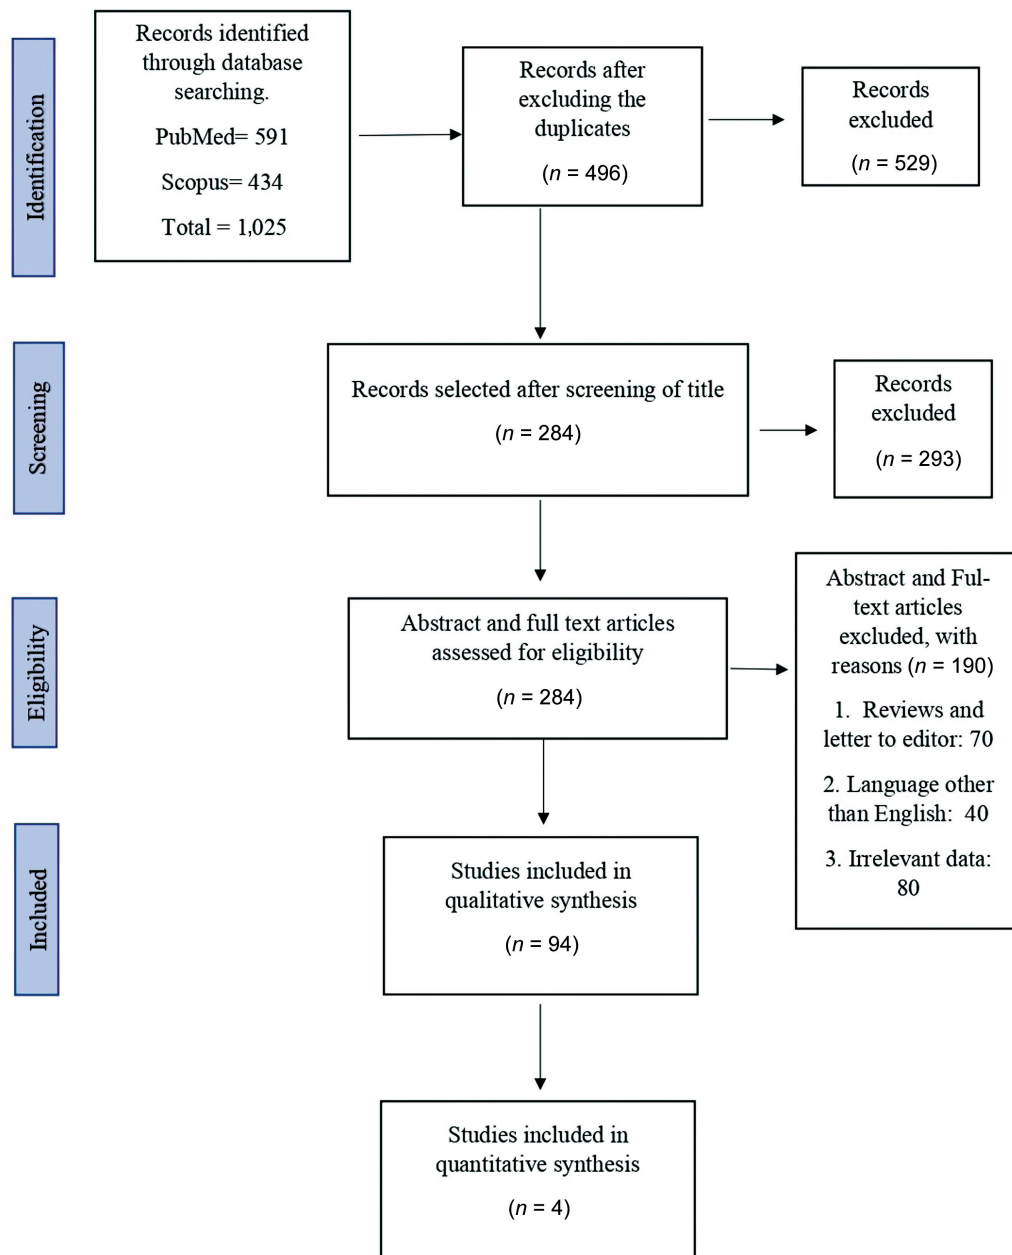 Identification
Records identified
through database
searching.
PubMed= 591
Scopus= 434
Total = 1,025
Records after
excluding the
duplicates
(n = 496)
Records
excluded
(n = 529)
Screening
Records selected after screening of title
(n = 284)
Records
excluded
(n = 293)
Eligibility
Abstract and full text articles
assessed for eligibility
(n = 284)
Abstract and Ful-
text articles
excluded, with
reasons (n = 190)
1. Reviews and
letter to editor: 70
2. Language other
than English: 40
3. Irrelevant data:
80
Included
Studies included in
qualitative synthesis
(n = 94)
Studies included in
quantitative synthesis
(n = 4)